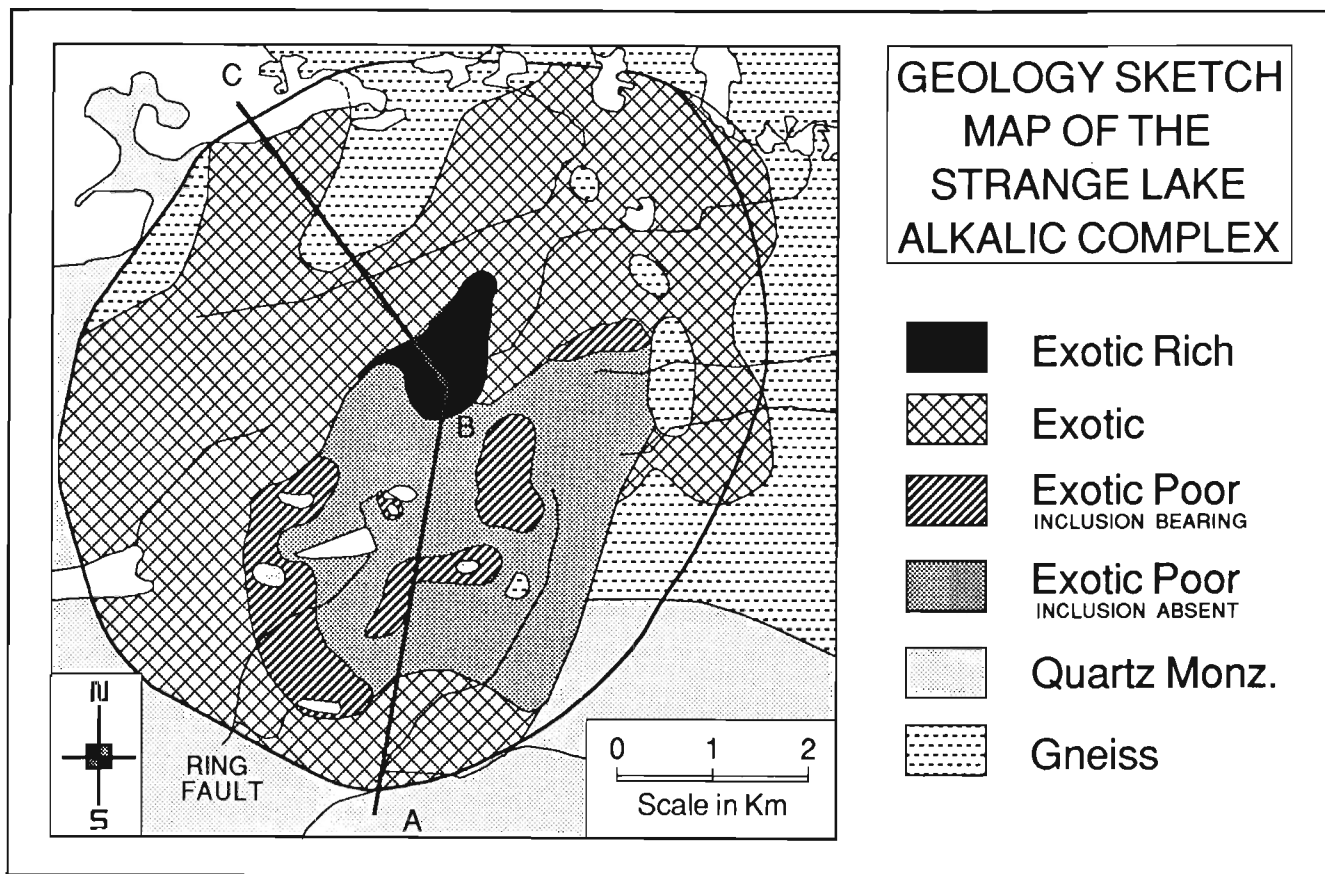 GEOLOGY SKETCH
MAP OF THE
STRANGE LAKE
ALKALIC COMPLEX
C
B
A
RING
FAULT
N
S
0 1 2
Scale in Km
Exotic Rich
Exotic
Exotic Poor
INCLUSION BEARING
Exotic Poor
INCLUSION ABSENT
Quartz Monz.
Gneiss